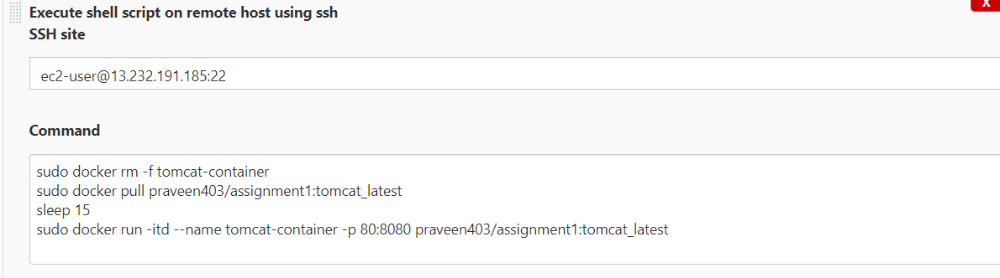 X
Execute shell script on remote host using ssh
SSH site
ec2-user@13.232.191.185:22
Command
sudo docker rm -f tomcat-container
sudo docker pull praveen403/assignment1:tomcat_latest
sleep 15
sudo docker run -itd --name tomcat-container -p 80:8080 praveen403/assignment1:tomcat_latest